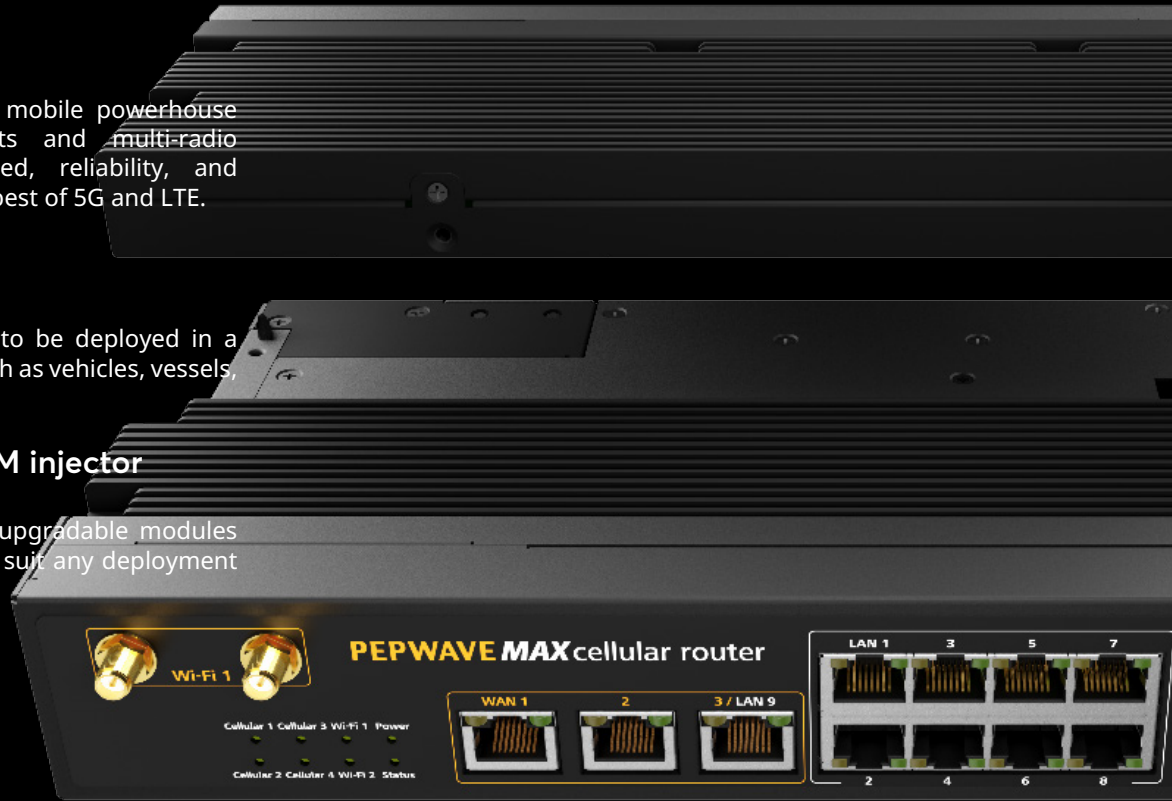 mobile powerhouse
ts and multi-radio
ed, reliability, and
best of 5G and LTE.
to be deployed in a
h as vehicles, vessels,
M injector
upgradable modules
suit any deployment
PEPWAVE MAX cellular router
Wi-Fi 1
LAN 1 3 5 7
WAN 1 2 3 / LAN 9
Cellular 1 Cellular 3 Wi-Fi 1 Power
Cellular 2 Cellular 4 Wi-Fi 2 Status
2 4 6 8